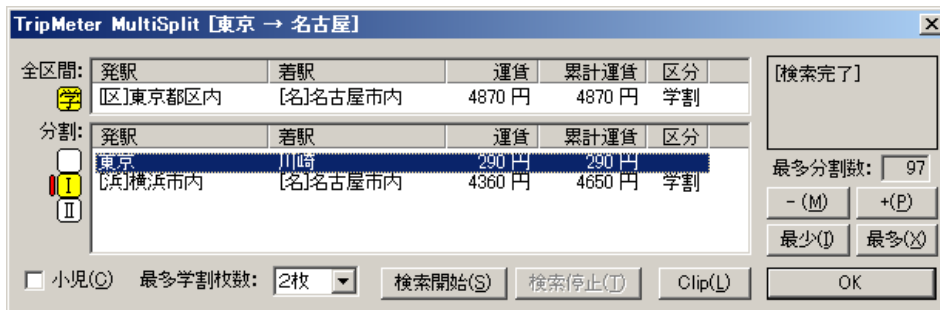 TripMeter MultiSplit [東京 → 名古屋]
全区間: 発駅 着駅 運賃 累計運賃 区分
学 [区]東京都区内 [名]名古屋市内 4870 円 4870 円 学割
[検索完了]
分割: 発駅 着駅 運賃 累計運賃 区分
東京 川崎 290 円 290 円
I [浜]横浜市内 [名]名古屋市内 4360 円 4650 円 学割
II
最多分割数: 97
- (M) +(P)
最少(I) 最多(X)
小児(C) 最多学割枚数: 2枚 検索開始(S) 検索停止(T) Clip(L) OK